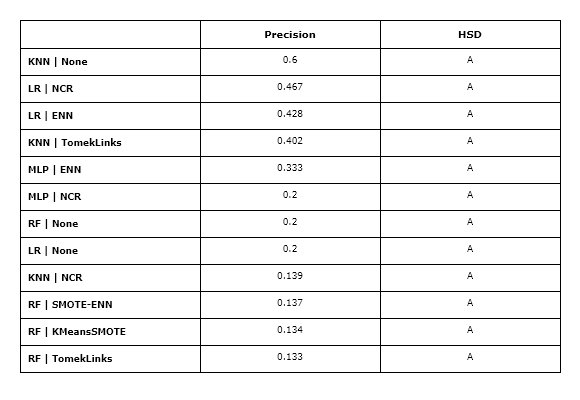 Precision HSD
KNN | None 0.6 A
LR | NCR 0.467 A
LR | ENN 0.428 A
KNN | TomekLinks 0.402 A
MLP | ENN 0.333 A
MLP | NCR 0.2 A
RF | None 0.2 A
LR | None 0.2 A
KNN | NCR 0.139 A
RF | SMOTE-ENN 0.137 A
RF | KMeansSMOTE 0.134 A
RF | TomekLinks 0.133 A